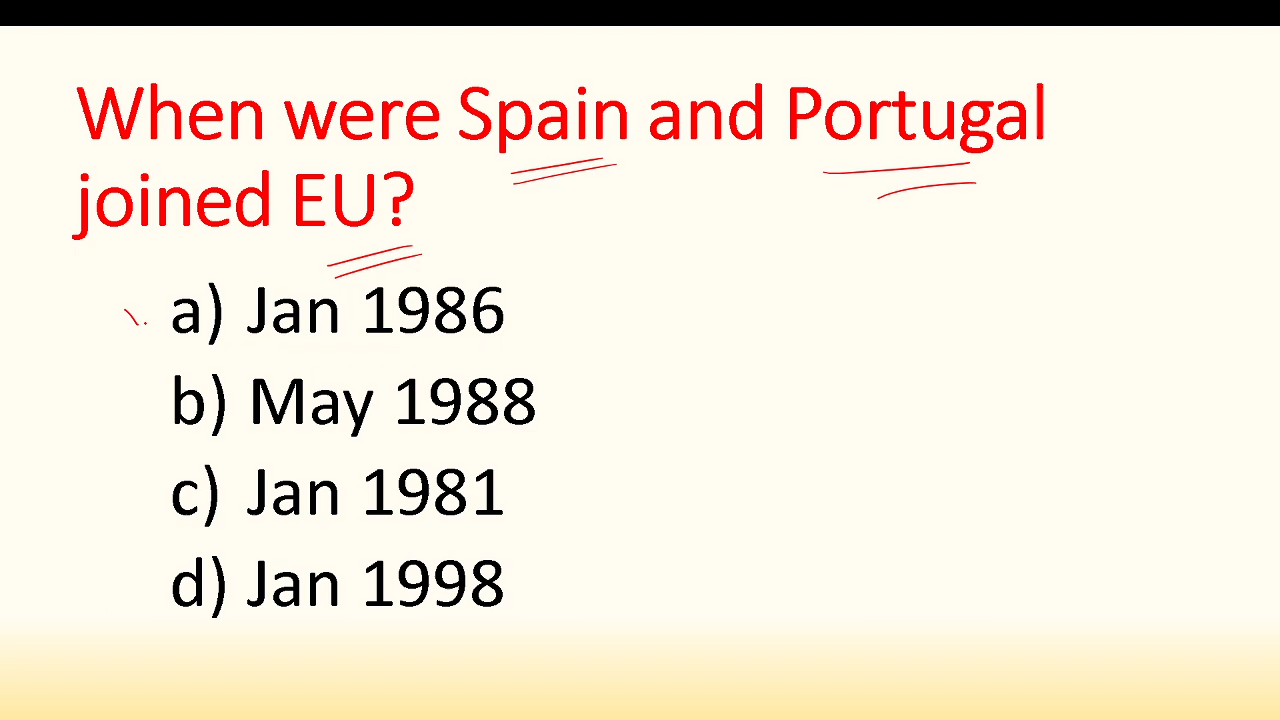 When were Spain and Portugal
joined EU?
a) Jan 1986
b) May 1988
c) Jan 1981
d) Jan 1998